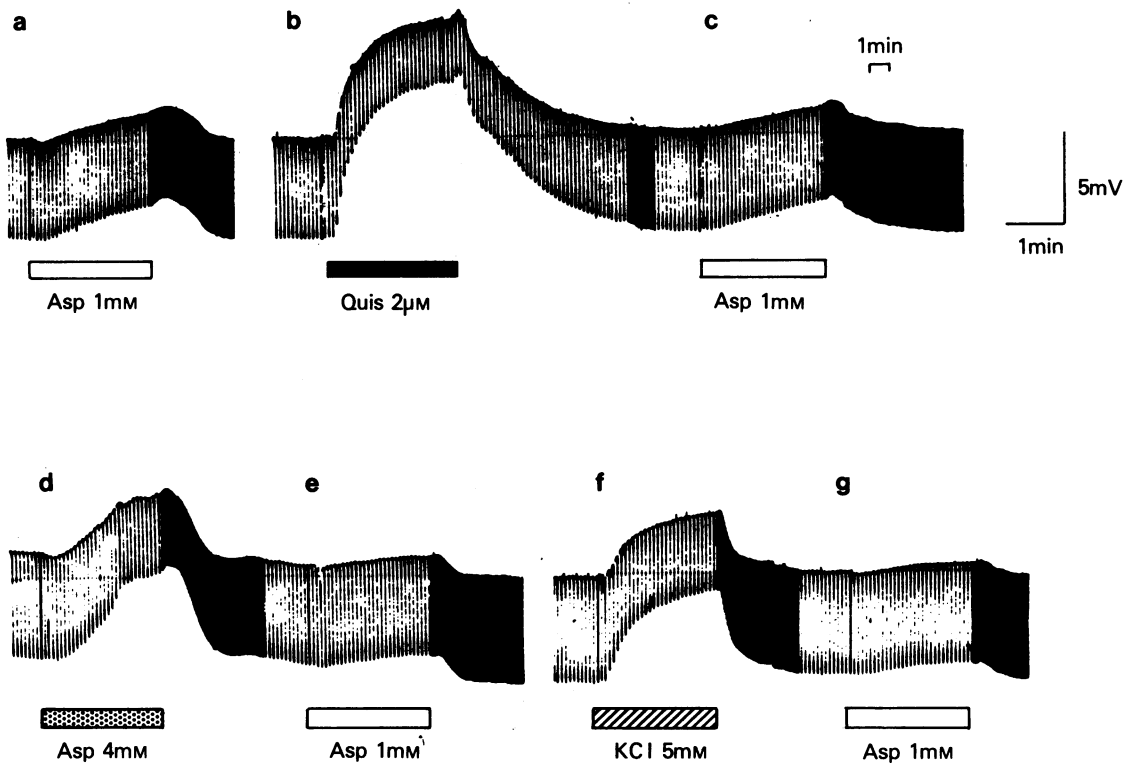 a
b
c
1min
5mV
1min
Asp 1mM
Quis 2µM
Asp 1mM
d
e
f
g
Asp 4mM
Asp 1mM
KCl 5mM
Asp 1mM